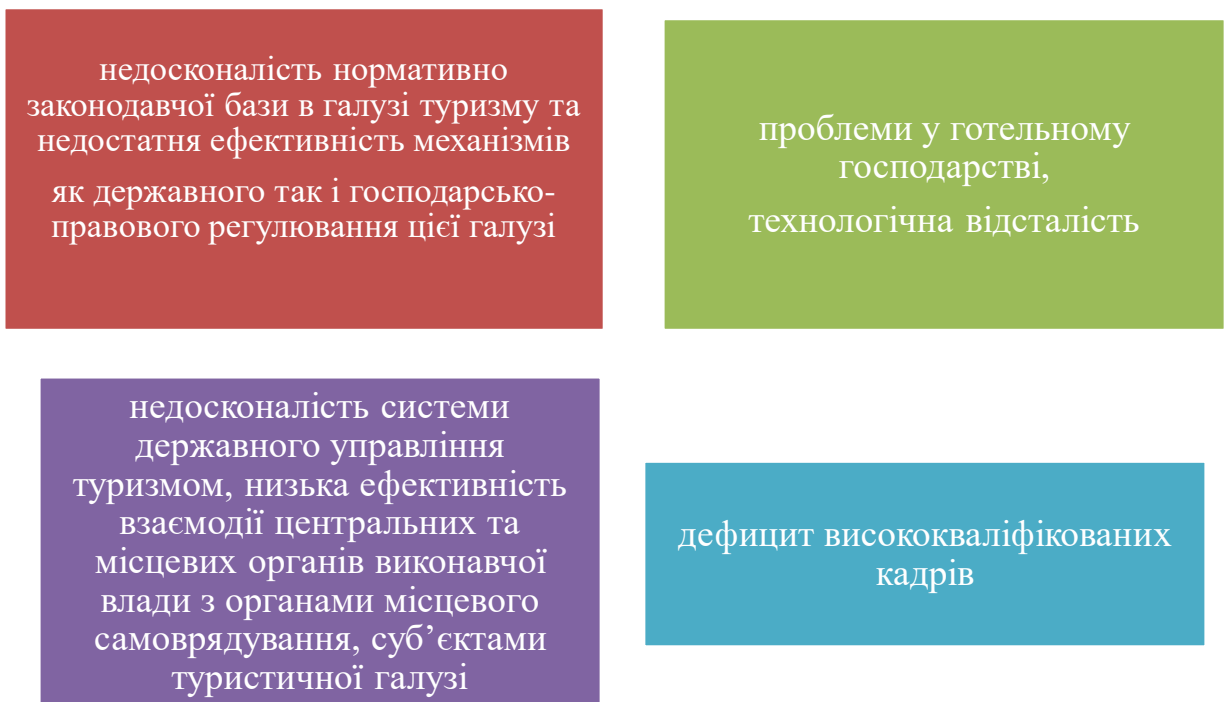 недосконалість нормативно
законодавчої бази в галузі туризму та
недостатня ефективність механізмів
як державного так і господарсько-
правового регулювання цієї галузі
проблеми у готельному
господарстві,
технологічна відсталість
недосконалість системи
державного управління
туризмом, низька ефективність
взаємодії центральних та
місцевих органів виконавчої
влади з органами місцевого
самоврядування, суб’єктами
туристичної галузі
дефицит висококваліфікованих
кадрів